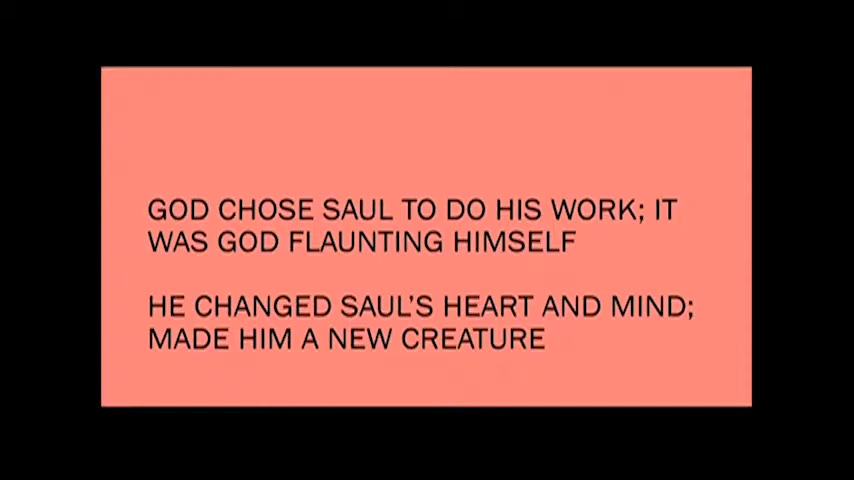 GOD CHOSE SAUL TO DO HIS WORK; IT
WAS GOD FLAUNTING HIMSELF
HE CHANGED SAUL'S HEART AND MIND;
MADE HIM A NEW CREATURE